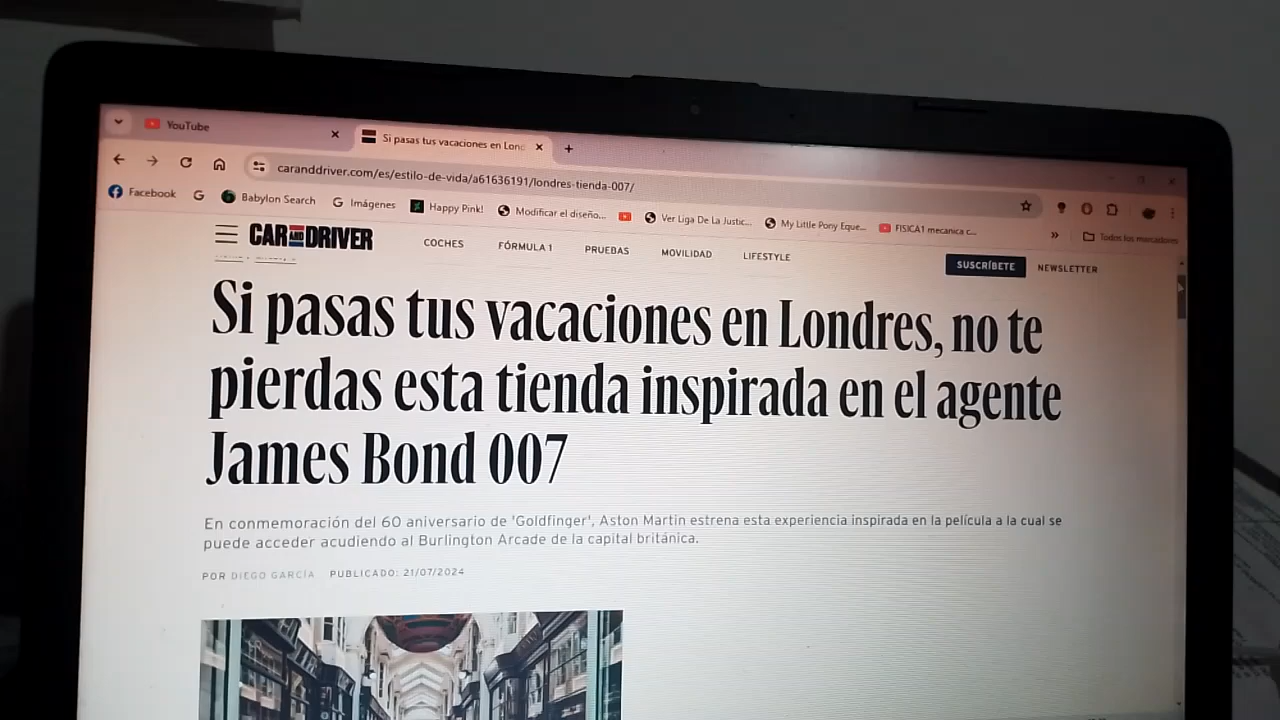 YouTube
Si pasas tus vacaciones en Lond
caranddriver.com/es/estilo-de-vida/a61636191/londres-tienda-007/
Facebook
Babylon Search
Imágenes
Happy Pink!
Modificar el diseño...
Ver Liga De La Justic...
My Little Pony Eque...
FISICA1 mecanica c...
»
Todos los marcadores
CAR AND DRIVER
COCHES
FÓRMULA 1
PRUEBAS
MOVILIDAD
LIFESTYLE
SUSCRÍBETE
NEWSLETTER
Si pasas tus vacaciones en Londres, no te
pierdas esta tienda inspirada en el agente
James Bond 007
En conmemoración del 60 aniversario de 'Goldfinger', Aston Martin estrena esta experiencia inspirada en la película a la cual se
puede acceder acudiendo al Burlington Arcade de la capital británica.
POR DIEGO GARCÍA PUBLICADO: 21/07/2024